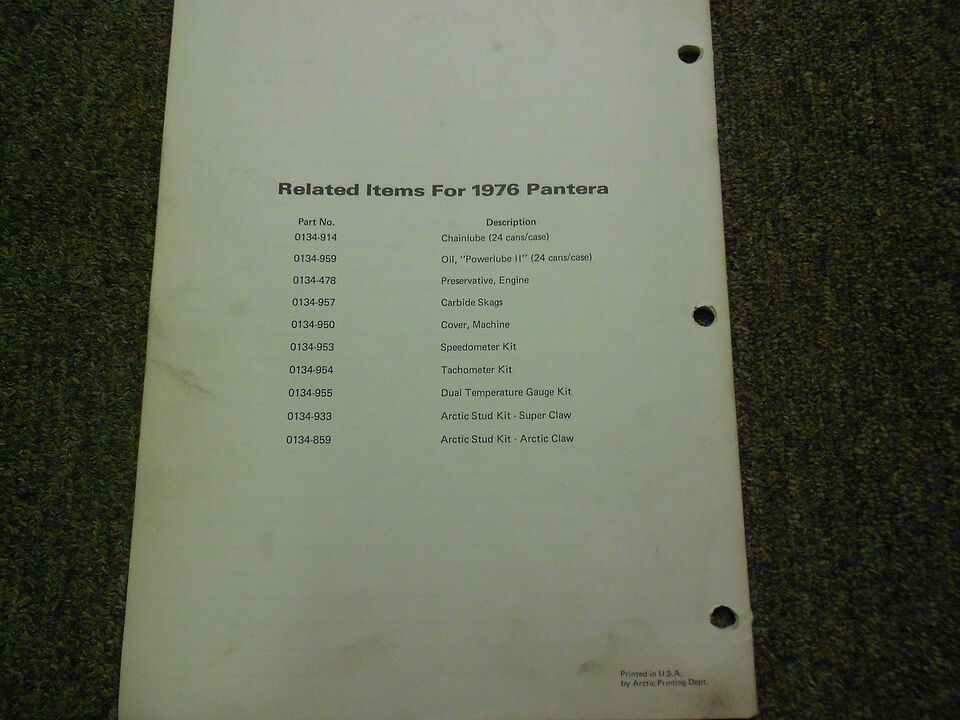 Related Items For 1976 Pantera
Part No. Description
0134-914 Chainlube (24 cans/case)
0134-959 Oil, "Powerlube II" (24 cans/case)
0134-478 Preservative, Engine
0134-957 Carbide Skags
0134-950 Cover, Machine
0134-953 Speedometer Kit
0134-954 Tachometer Kit
0134-955 Dual Temperature Gauge Kit
0134-933 Arctic Stud Kit - Super Claw
0134-859 Arctic Stud Kit - Arctic Claw
Printed in U.S.A.
by Arctic Printing Dept.